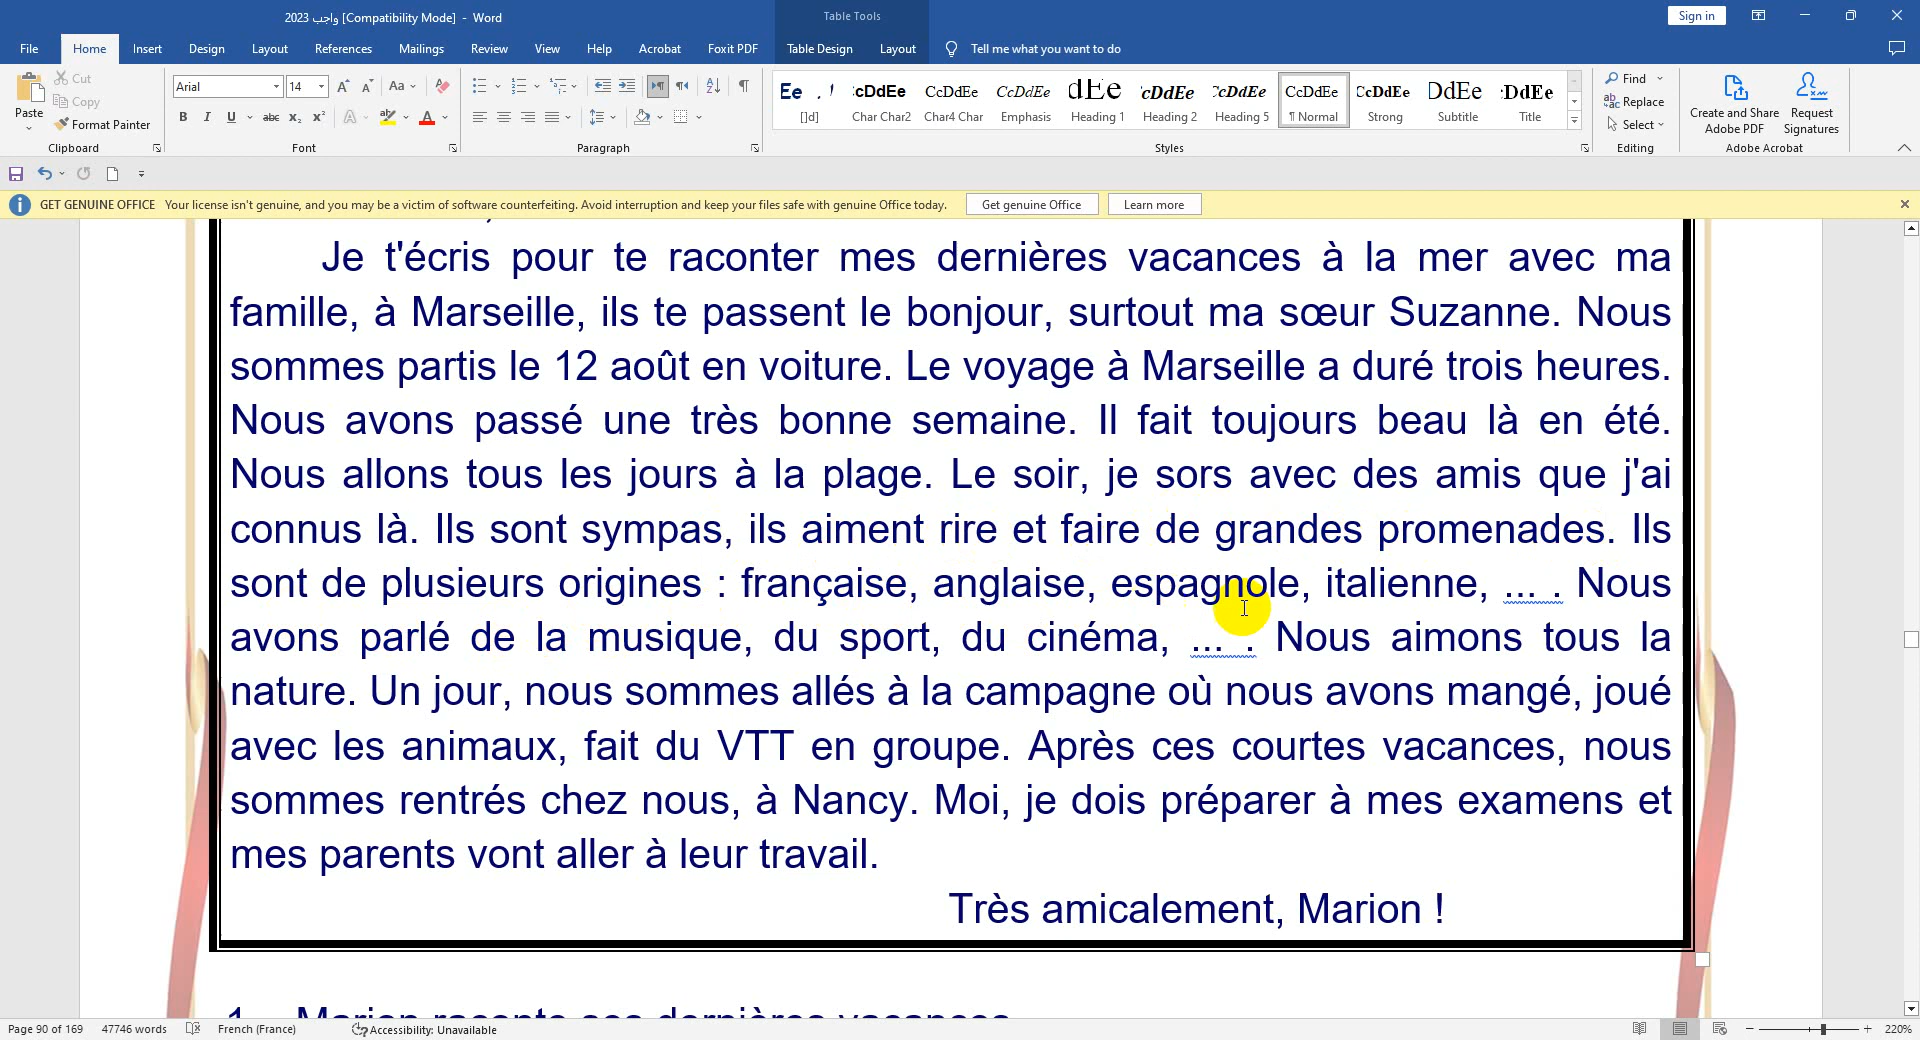 واجب 2023 [Compatibility Mode] - Word
Table Tools
Sign in
File Home Insert Design Layout References Mailings Review View Help Acrobat Foxit PDF Table Design Layout Tell me what you want to do
Paste
Cut
Copy
Format Painter
Clipboard
Arial 14
Font
Paragraph
[]d] Char Char2 Char4 Char Emphasis Heading 1 Heading 2 Heading 5 ¶ Normal Strong Subtitle Title
Styles
Find
Replace
Select
Editing
Create and Share Adobe PDF
Request Signatures
Adobe Acrobat
GET GENUINE OFFICE Your license isn't genuine, and you may be a victim of software counterfeiting. Avoid interruption and keep your files safe with genuine Office today. Get genuine Office Learn more
Je t'écris pour te raconter mes dernières vacances à la mer avec ma
famille, à Marseille, ils te passent le bonjour, surtout ma sœur Suzanne. Nous
sommes partis le 12 août en voiture. Le voyage à Marseille a duré trois heures.
Nous avons passé une très bonne semaine. Il fait toujours beau là en été.
Nous allons tous les jours à la plage. Le soir, je sors avec des amis que j'ai
connus là. Ils sont sympas, ils aiment rire et faire de grandes promenades. Ils
sont de plusieurs origines : française, anglaise, espagnole, italienne, ... . Nous
avons parlé de la musique, du sport, du cinéma, ... . Nous aimons tous la
nature. Un jour, nous sommes allés à la campagne où nous avons mangé, joué
avec les animaux, fait du VTT en groupe. Après ces courtes vacances, nous
sommes rentrés chez nous, à Nancy. Moi, je dois préparer à mes examens et
mes parents vont aller à leur travail.
Très amicalement, Marion !
1. Marion raconte ses dernières vacances
Page 90 of 169 47746 words French (France) Accessibility: Unavailable 220%